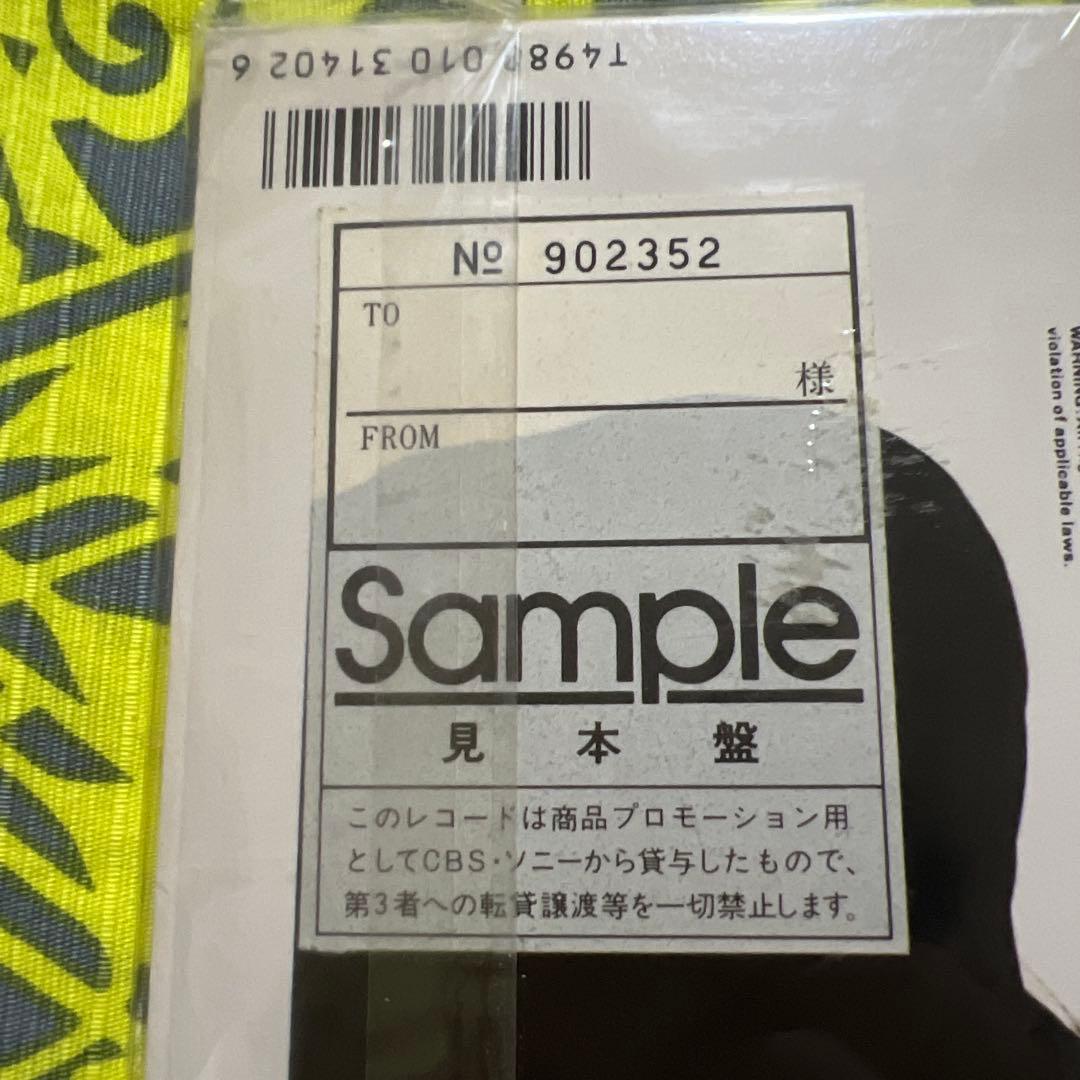 T4988 010 31402 6
№ 902352
TO
様
FROM
Sample
見本盤
このレコードは商品プロモーション用
としてCBS・ソニーから貸与したもので、
第3者への転貸譲渡等を一切禁止します。
WARNING:
violation of applicable laws.